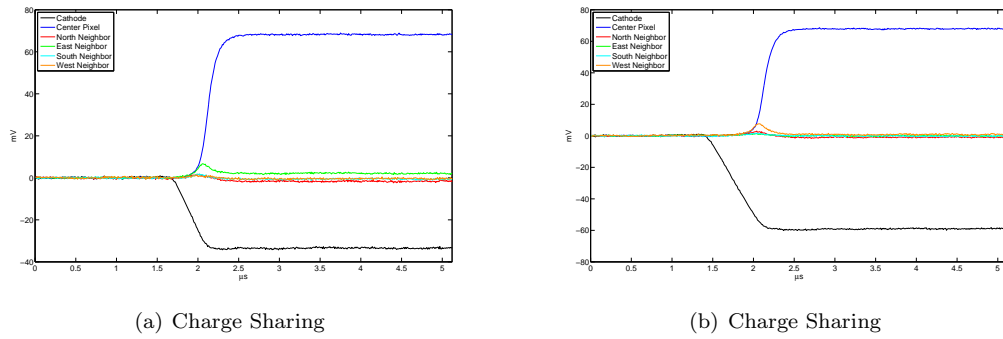 80
60
40
20
0
−20
−40
mV
0 0.5 1 1.5 2 2.5 3 3.5 4 4.5 5
μs
Cathode
Center Pixel
North Neighbor
East Neighbor
South Neighbor
West Neighbor
(a) Charge Sharing
80
60
40
20
0
−20
−40
−60
−80
mV
0 0.5 1 1.5 2 2.5 3 3.5 4 4.5 5
μs
Cathode
Center Pixel
North Neighbor
East Neighbor
South Neighbor
West Neighbor
(b) Charge Sharing